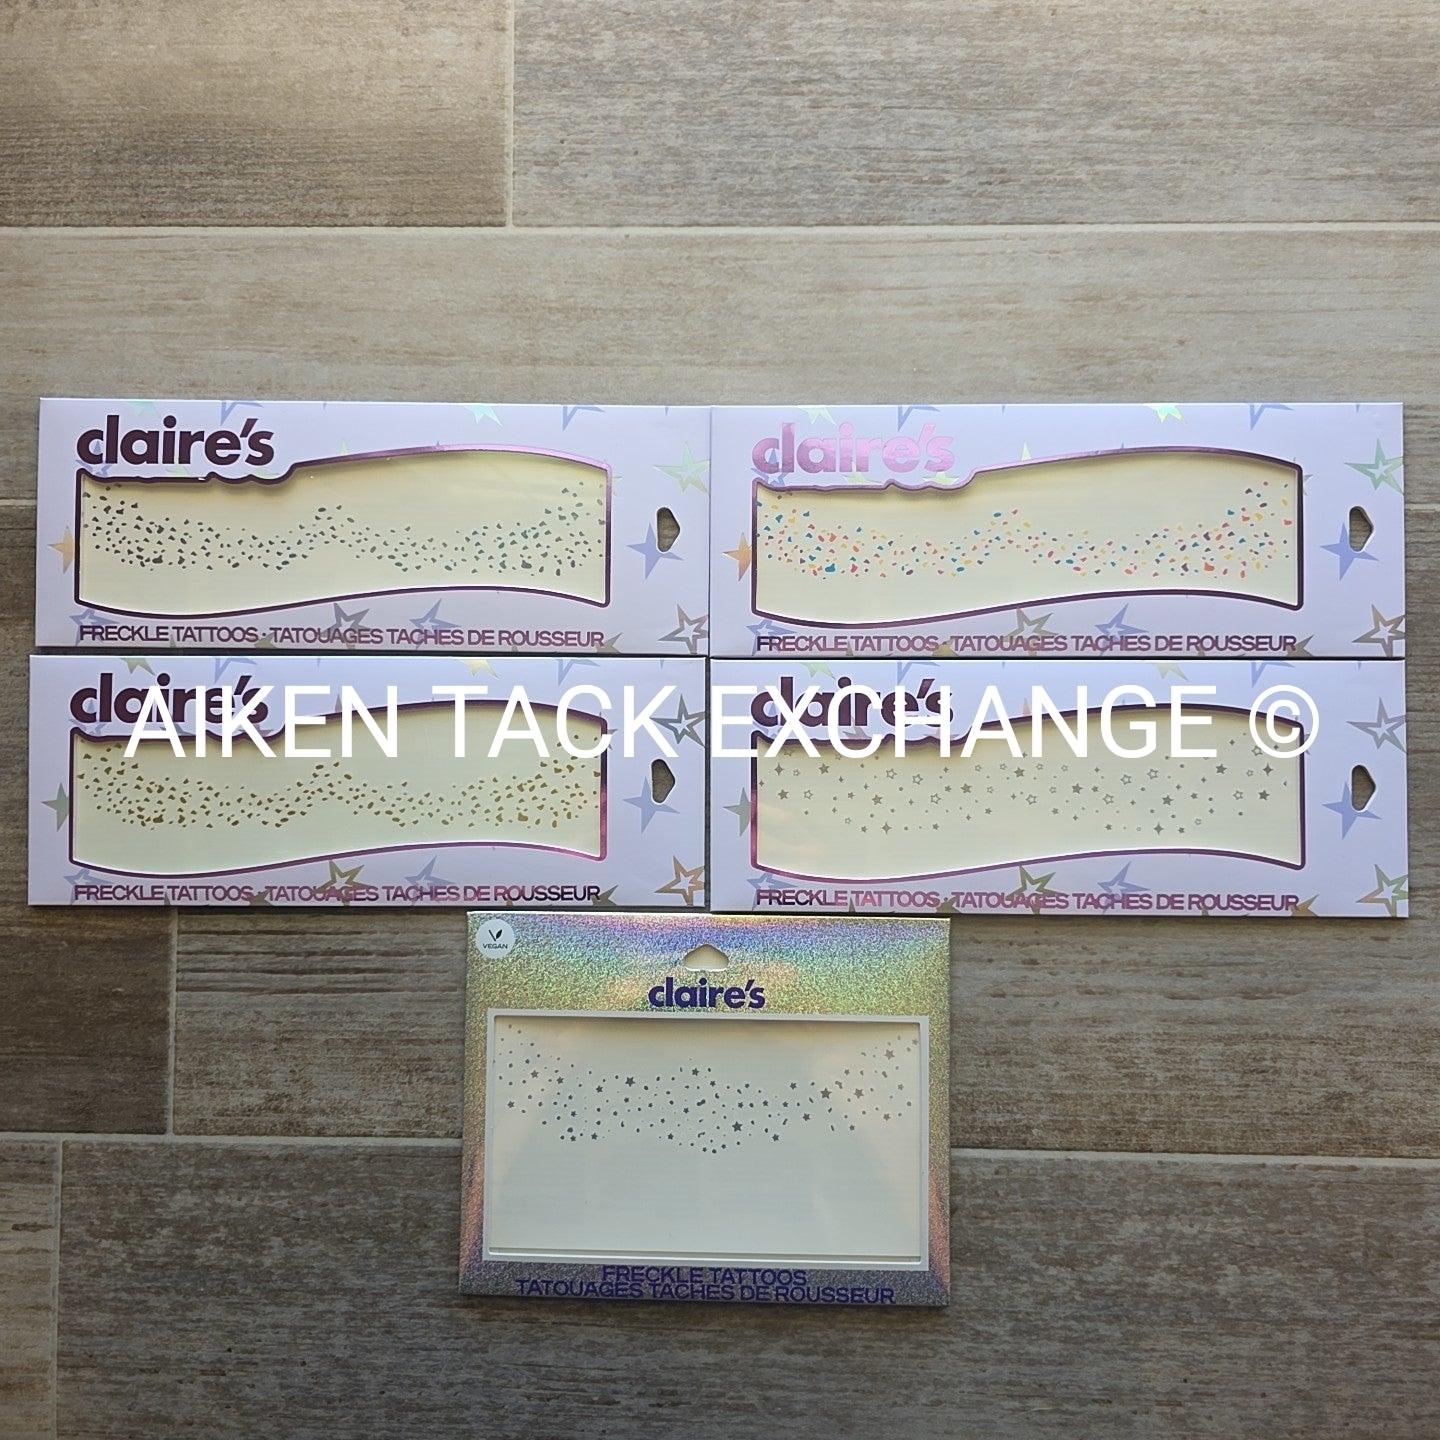 claire's
FRECKLE TATTOOS · TATOUAGES TACHES DE ROUSSEUR
claire's
FRECKLE TATTOOS · TATOUAGES TACHES DE ROUSSEUR
claire's
FRECKLE TATTOOS · TATOUAGES TACHES DE ROUSSEUR
claire's
FRECKLE TATTOOS · TATOUAGES TACHES DE ROUSSEUR
AIKEN TACK EXCHANGE ©
VEGAN
claire's
FRECKLE TATTOOS
TATOUAGES TACHES DE ROUSSEUR